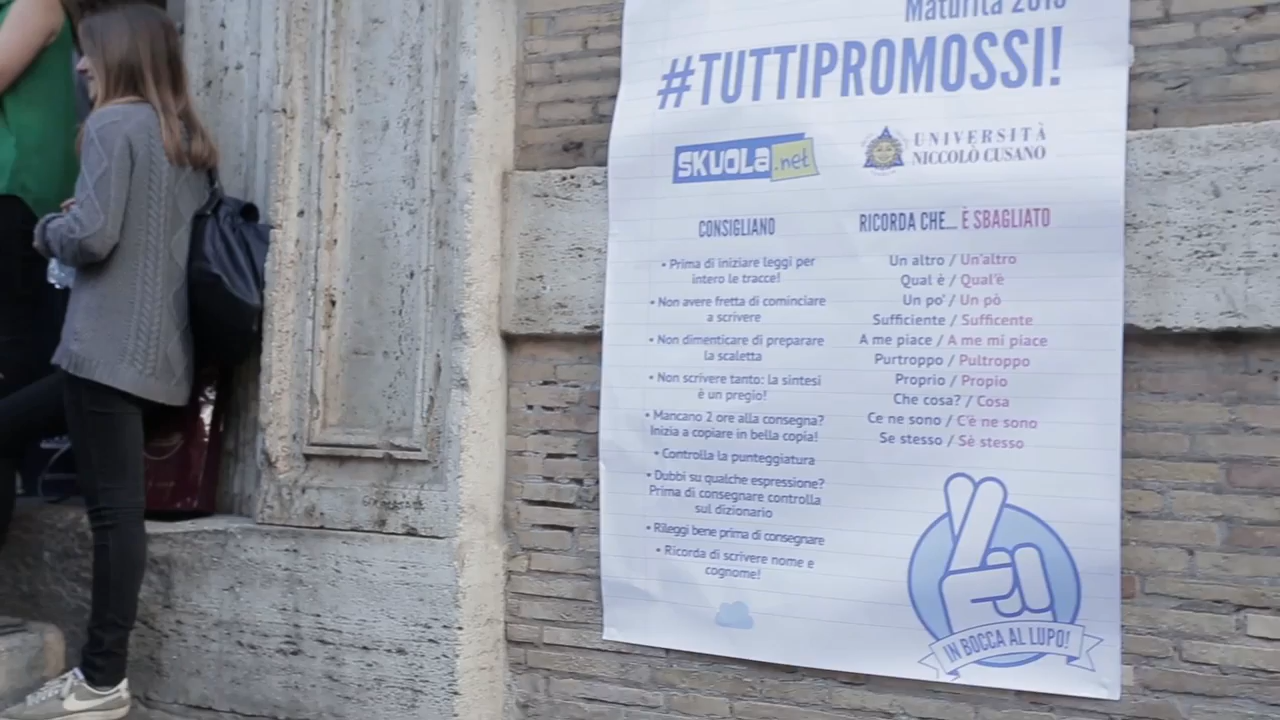 Maturità 2016
#TUTTIPROMOSSI!
SKUOLA.net
UNIVERSITÀ
NICCOLÒ CUSANO
CONSIGLIANO
• Prima di iniziare leggi per
intero le tracce!
• Non avere fretta di cominciare
a scrivere
• Non dimenticare di preparare
la scaletta
• Non scrivere tanto: la sintesi
è un pregio!
• Mancano 2 ore alla consegna?
Inizia a copiare in bella copia!
• Controlla la punteggiatura
• Dubbi su qualche espressione?
Prima di consegnare controlla
sul dizionario
• Rileggi bene prima di consegnare
• Ricorda di scrivere nome e
cognome!
RICORDA CHE... È SBAGLIATO
Un altro / Un'altro
Qual è / Qual'è
Un po' / Un pò
Sufficiente / Sufficente
A me piace / A me mi piace
Purtroppo / Pultroppo
Proprio / Propio
Che cosa? / Cosa
Ce ne sono / C'è ne sono
Se stesso / Sè stesso
IN BOCCA AL LUPO!